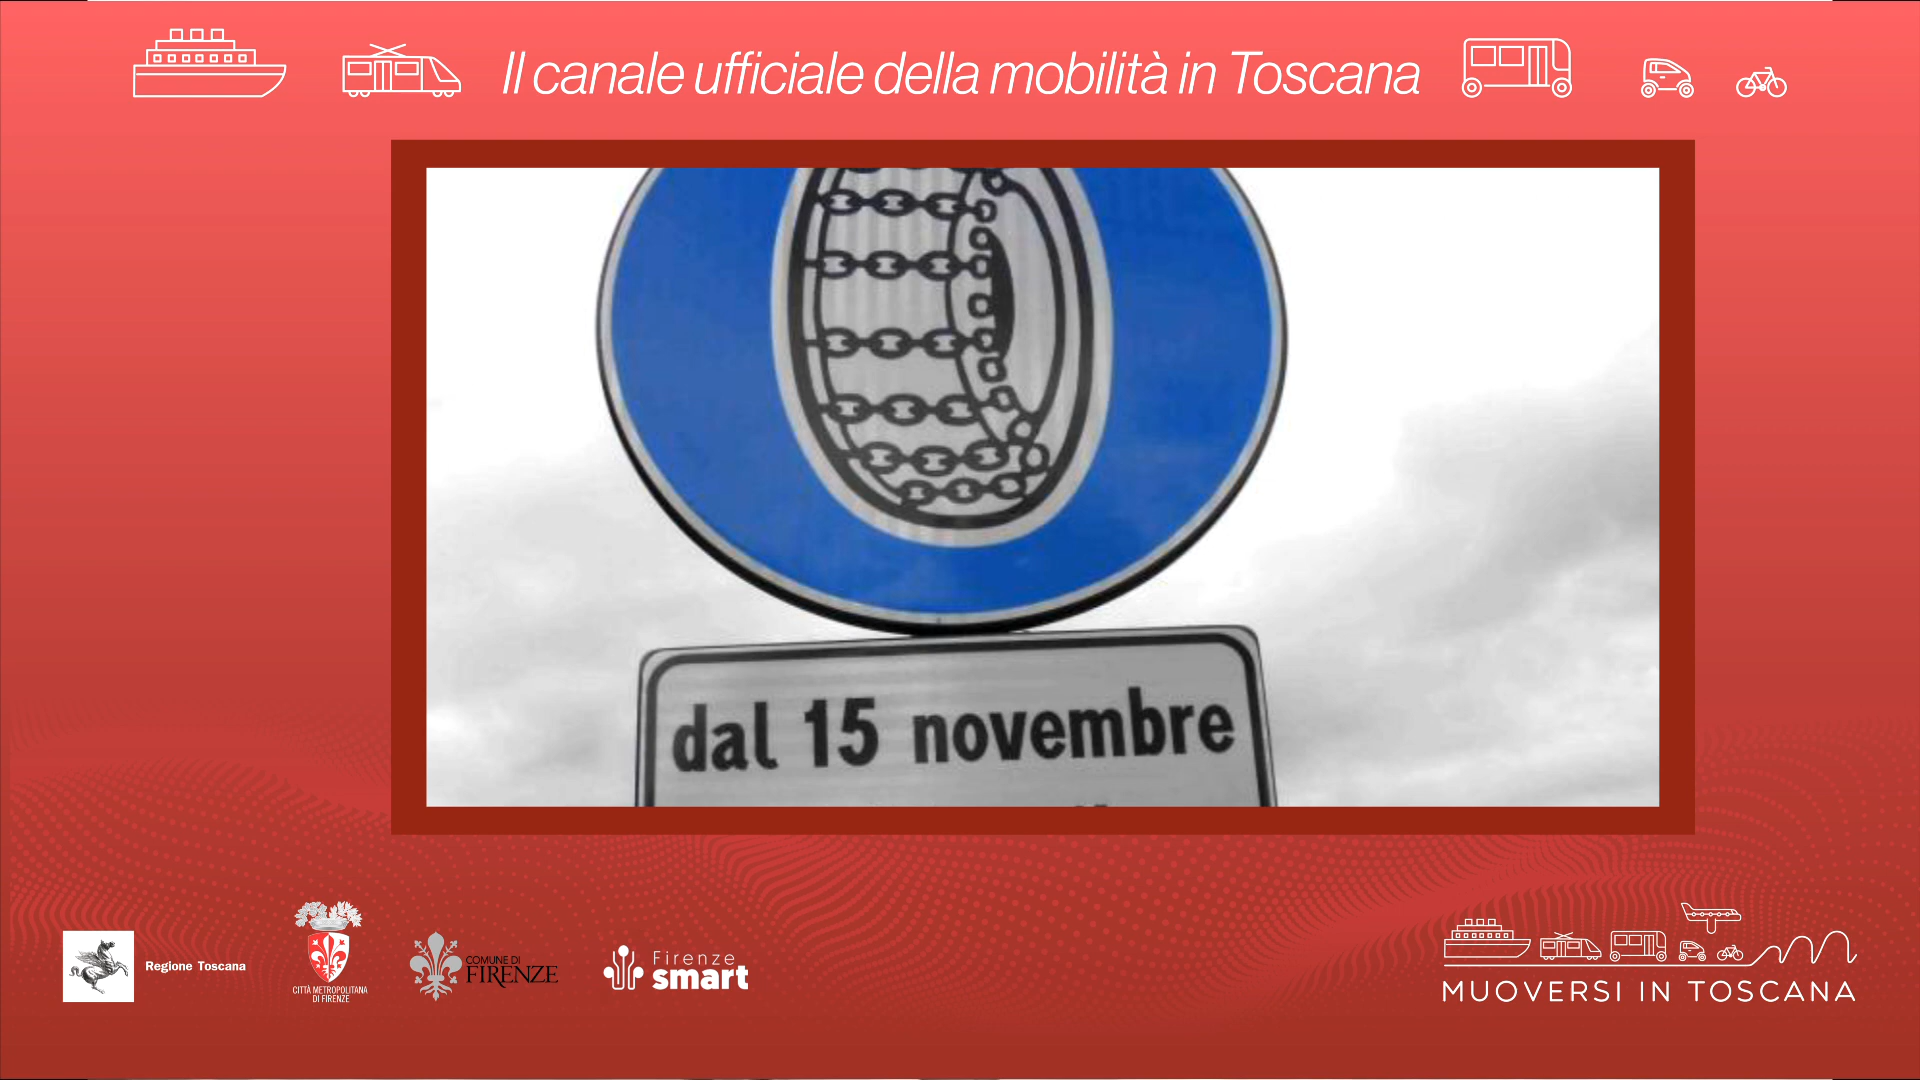 Il canale ufficiale della mobilità in Toscana
dal 15 novembre
Regione Toscana
CITTÀ METROPOLITANA
DI FIRENZE
COMUNE DI
FIRENZE
Firenze
smart
MUOVERSI IN TOSCANA